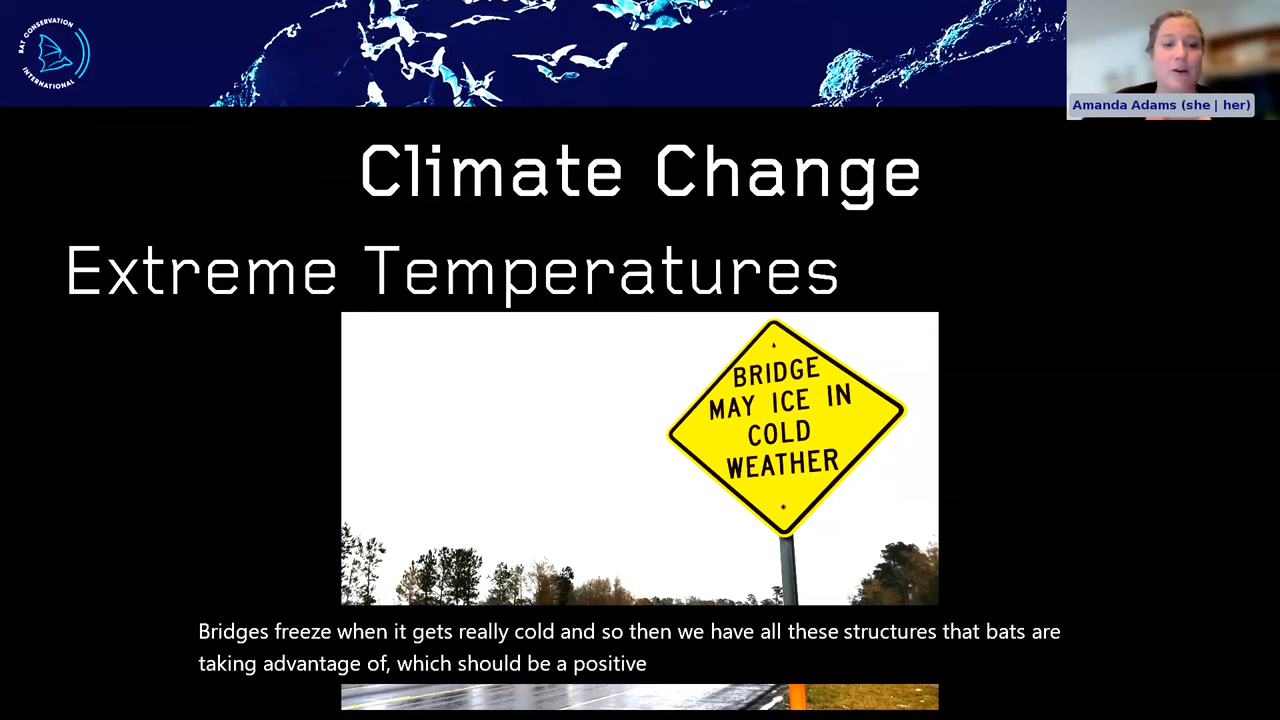 BAT CONSERVATION
INTERNATIONAL
Amanda Adams (she | her)
Climate Change
Extreme Temperatures
BRIDGE
MAY ICE IN
COLD
WEATHER
Bridges freeze when it gets really cold and so then we have all these structures that bats are
taking advantage of, which should be a positive